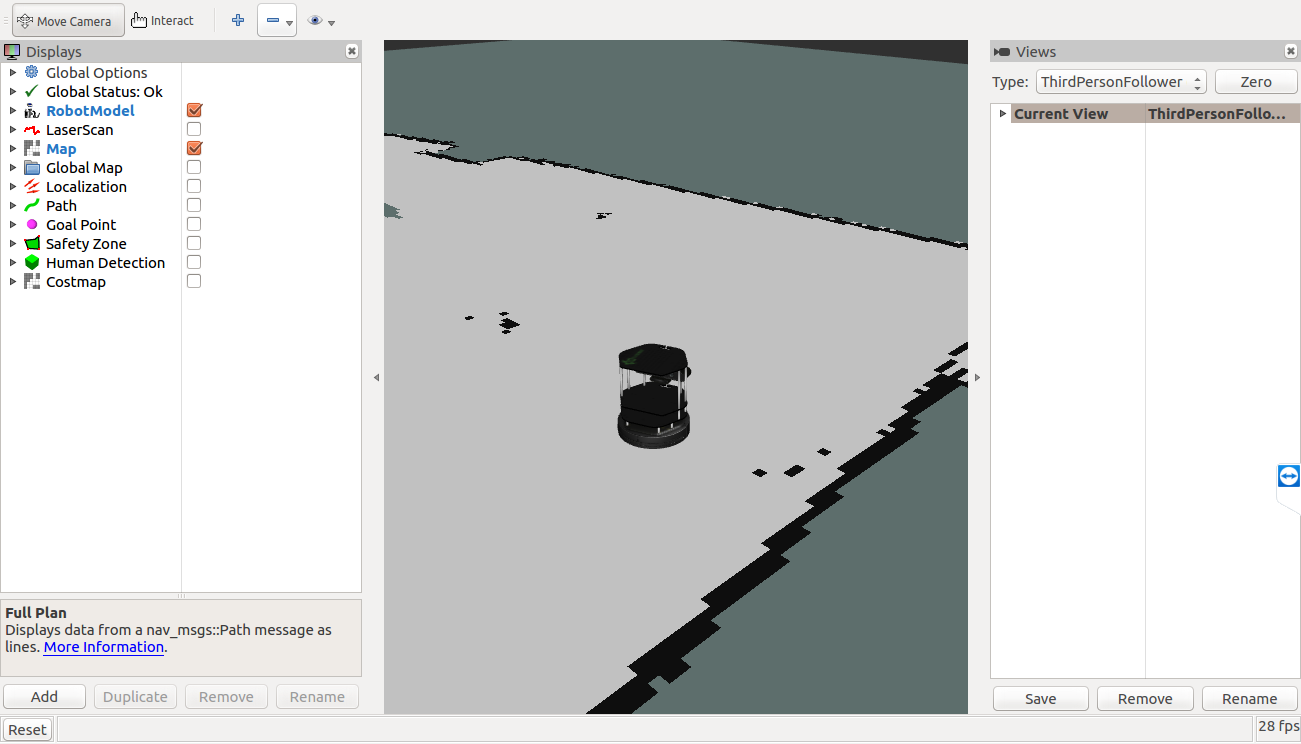 Move Camera
Interact
Displays
Global Options
Global Status: Ok
RobotModel
LaserScan
Map
Global Map
Localization
Path
Goal Point
Safety Zone
Human Detection
Costmap
Full Plan
Displays data from a nav_msgs::Path message as
lines. More Information.
Add
Duplicate
Remove
Rename
Reset
Views
Type:
ThirdPersonFollower
Zero
Current View
ThirdPersonFollo...
Save
Remove
Rename
28 fps